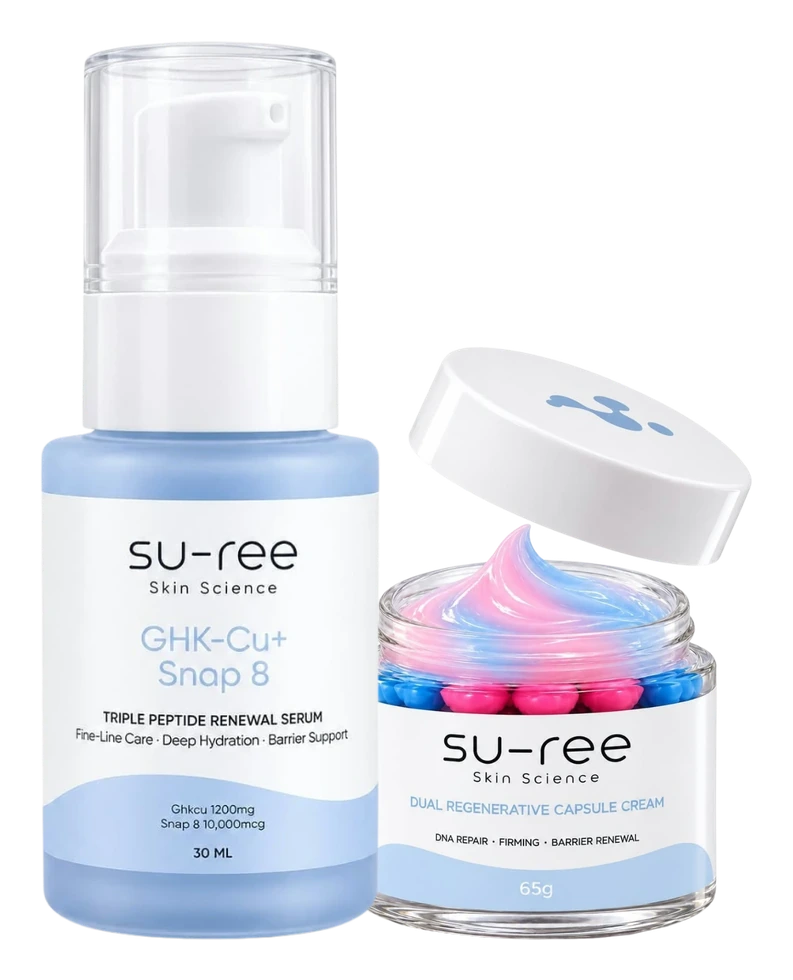 su-ree
Skin Science
GHK-Cu+
Snap 8
TRIPLE PEPTIDE RENEWAL SERUM
Fine-Line Care · Deep Hydration · Barrier Support
Ghkcu 1200mg
Snap 8 10,000mcg
30 ML
su-ree
Skin Science
DUAL REGENERATIVE CAPSULE CREAM
DNA REPAIR · FIRMING · BARRIER RENEWAL
65g